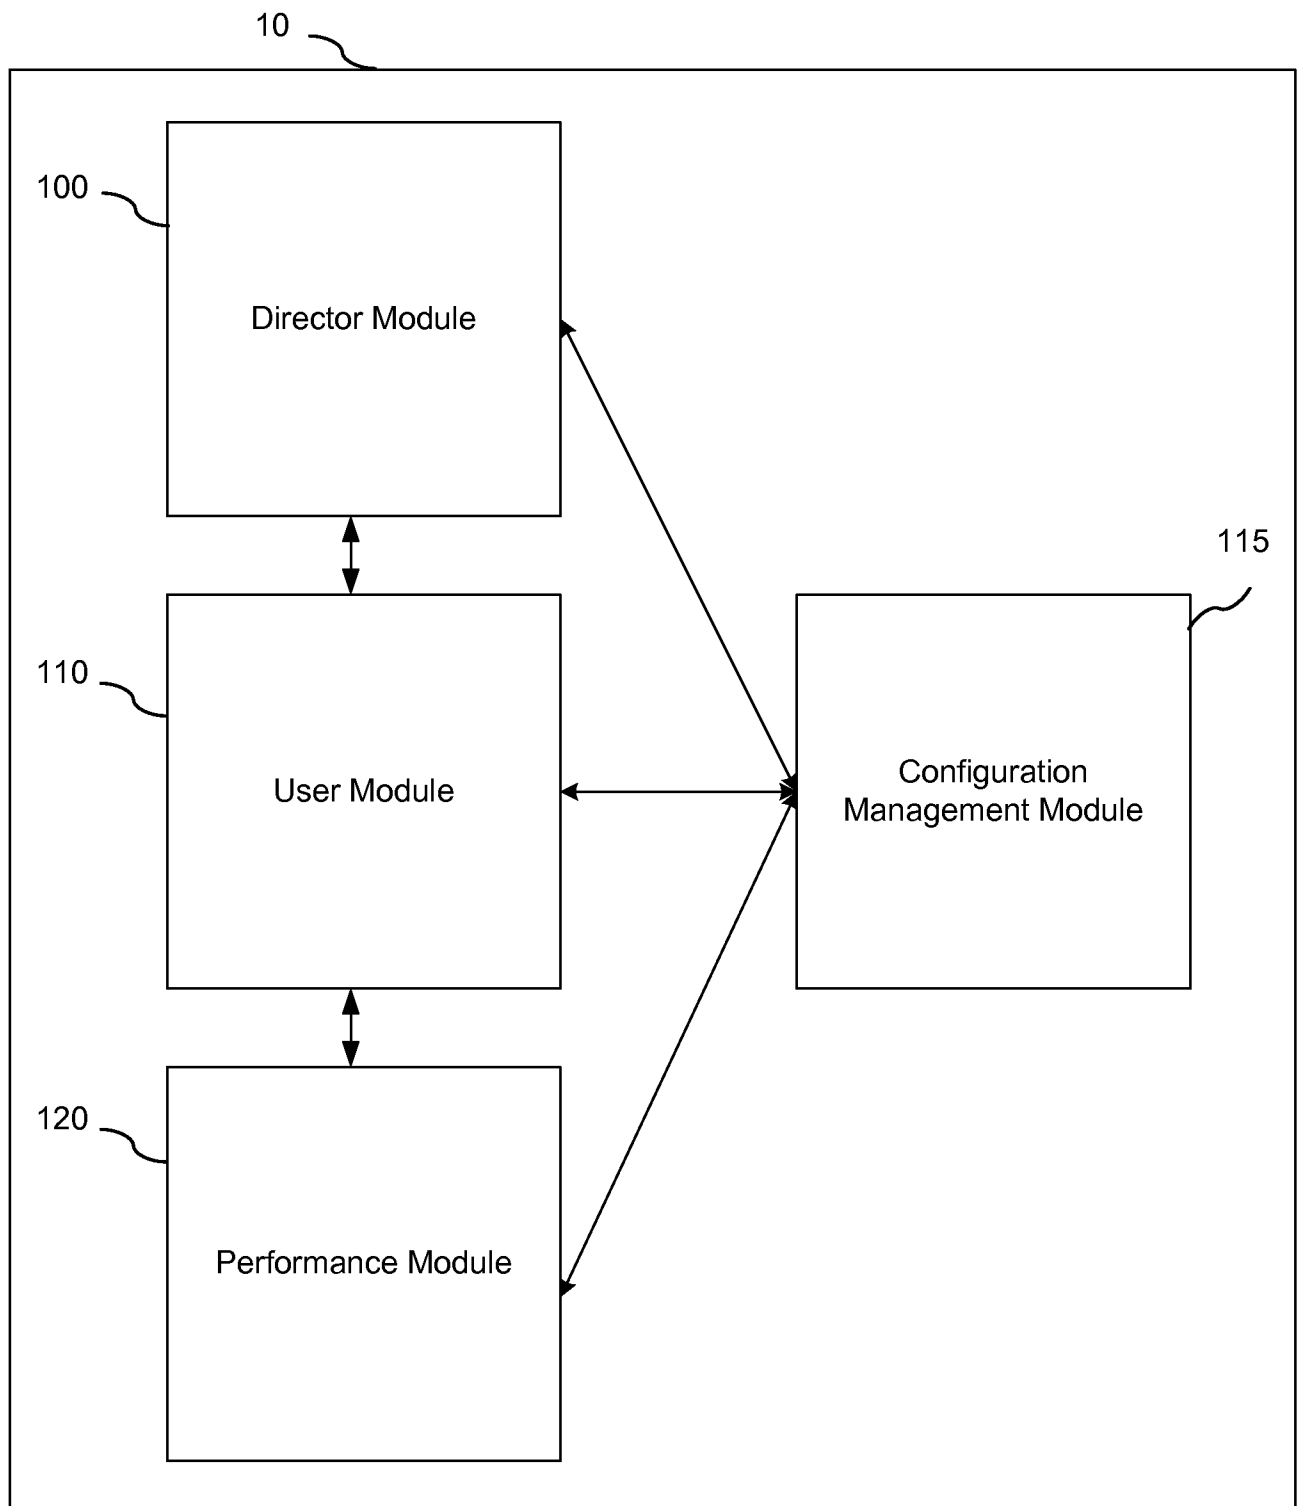 10
100
Director Module
115
110
User Module
Configuration
Management Module
120
Performance Module